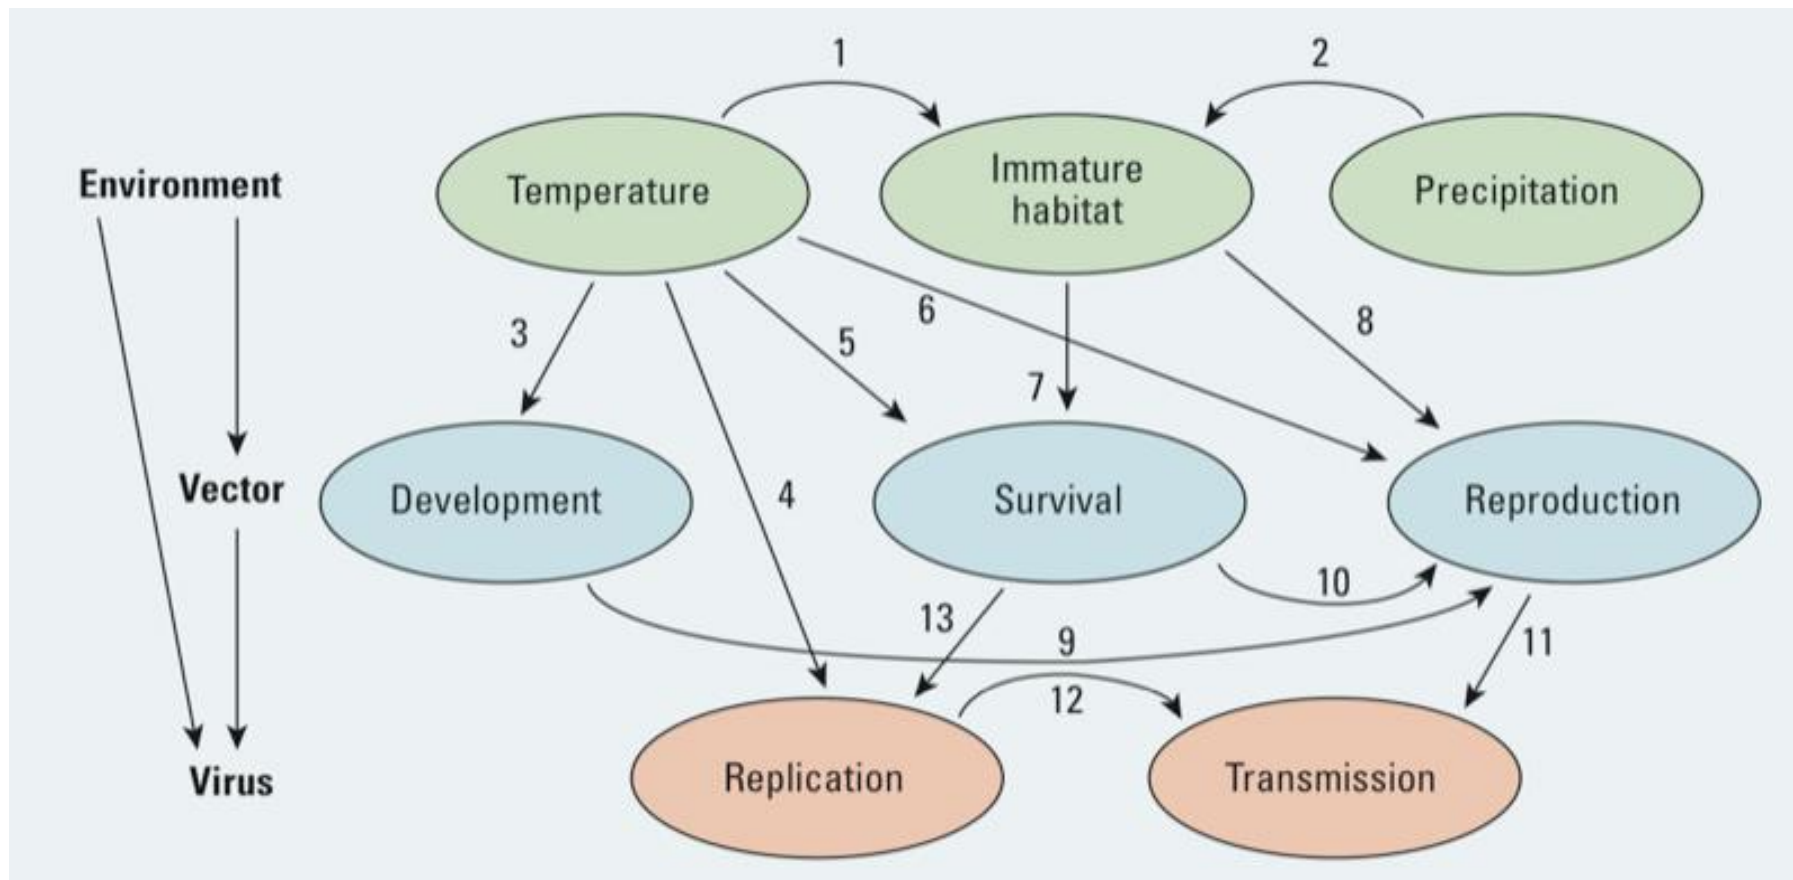 1
2
Environment
Temperature
Immature
habitat
Precipitation
3
5
6
8
7
4
Vector
Development
Survival
Reproduction
10
13
9
11
12
Virus
Replication
Transmission